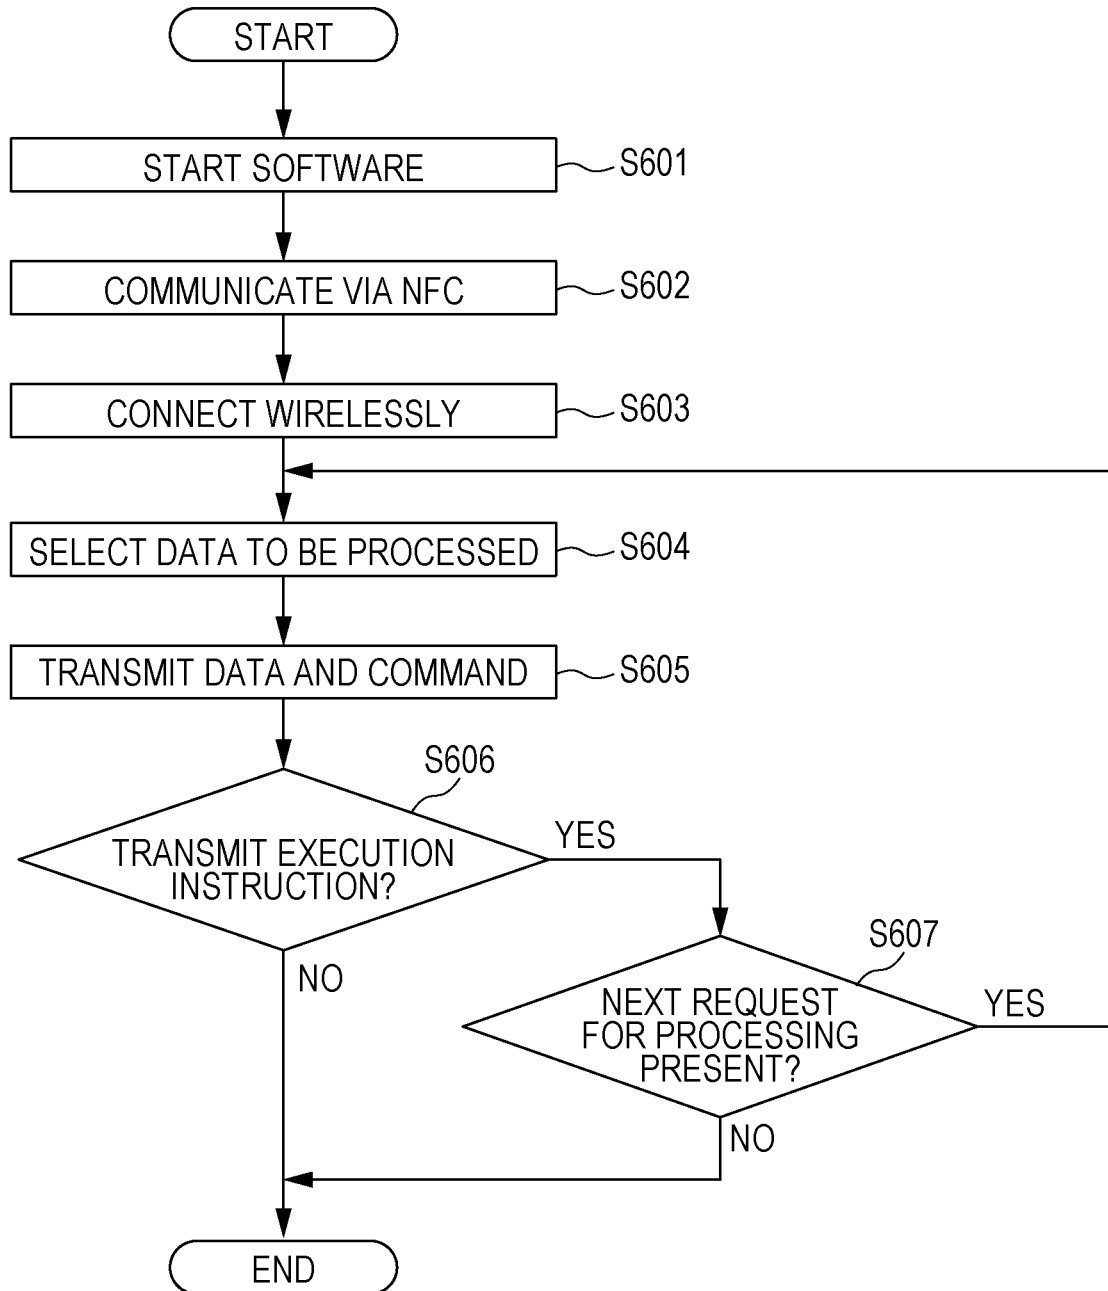 START
START SOFTWARE
S601
COMMUNICATE VIA NFC
S602
CONNECT WIRELESSLY
S603
SELECT DATA TO BE PROCESSED
S604
TRANSMIT DATA AND COMMAND
S605
S606
TRANSMIT EXECUTION
INSTRUCTION?
YES
NO
S607
NEXT REQUEST
FOR PROCESSING
PRESENT?
YES
NO
END